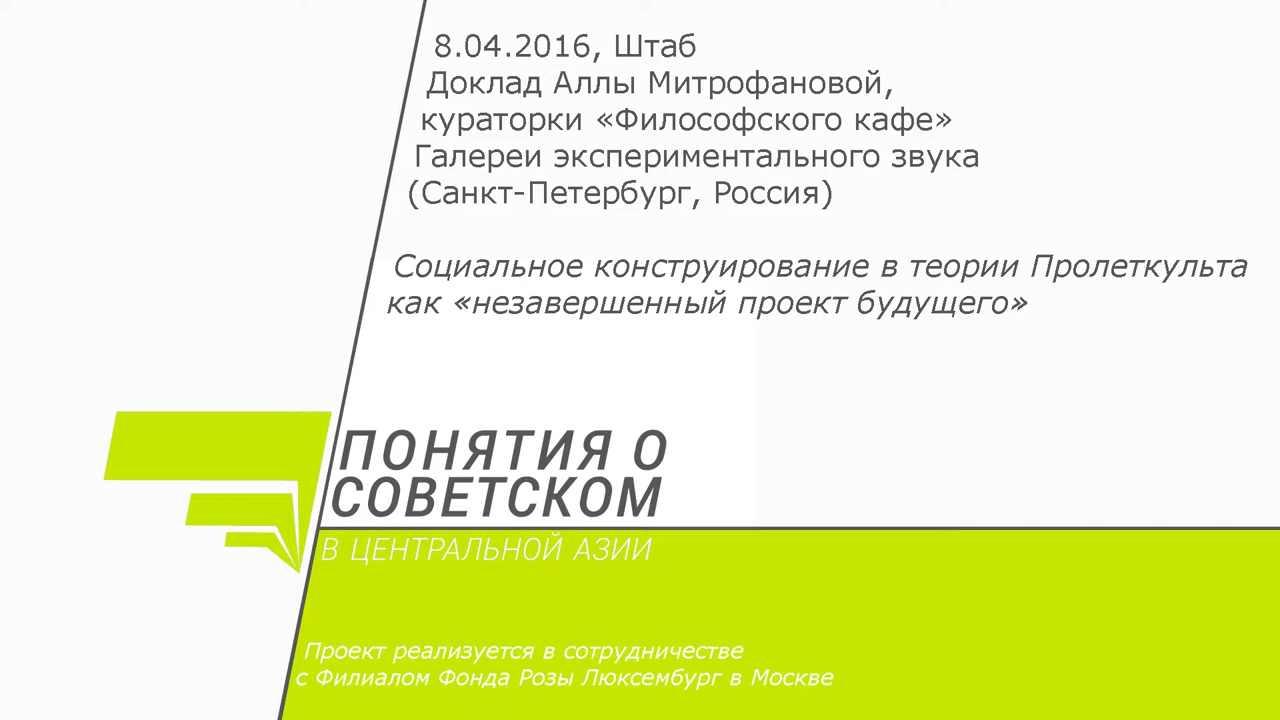 8.04.2016, Штаб
Доклад Аллы Митрофановой,
кураторки «Философского кафе»
Галереи экспериментального звука
(Санкт-Петербург, Россия)
Социальное конструирование в теории Пролеткульта
как «незавершенный проект будущего»
ПОНЯТИЯ О
СОВЕТСКОМ
В ЦЕНТРАЛЬНОЙ АЗИИ
Проект реализуется в сотрудничестве
с Филиалом Фонда Розы Люксембург в Москве